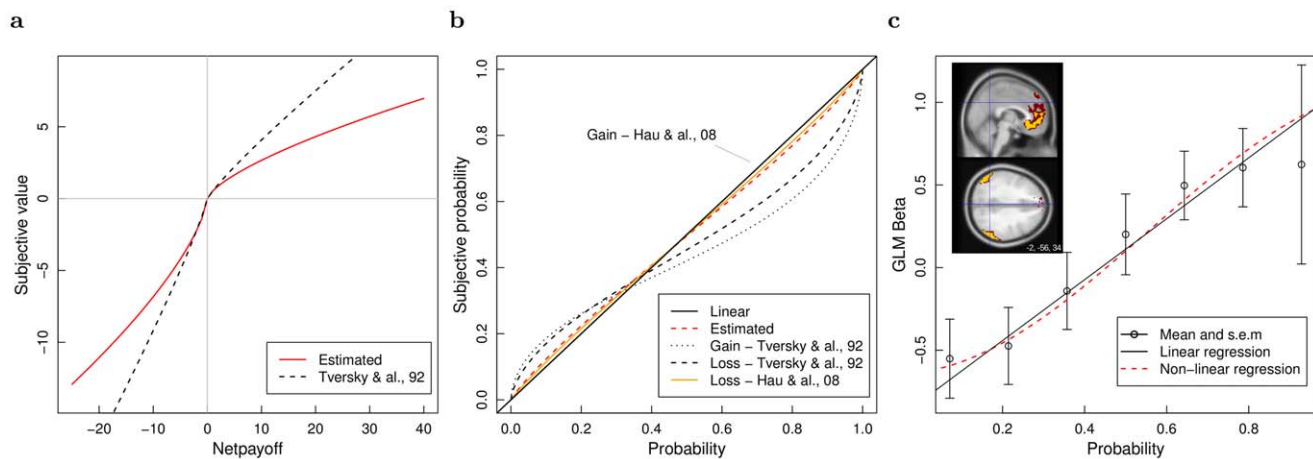 a
5
0
−5
−10
Subjective value
Estimated
Tversky & al., 92
−20 −10 0 10 20 30 40
Netpayoff
b
1.0
0.8
0.6
0.4
0.2
0.0
Subjective probability
Gain − Hau & al., 08
Linear
Estimated
Gain − Tversky & al., 92
Loss − Tversky & al., 92
Loss − Hau & al., 08
0.0 0.2 0.4 0.6 0.8 1.0
Probability
c
1.0
0.5
0.0
−0.5
GLM Beta
-2, -56, 34
Mean and s.e.m
Linear regression
Non−linear regression
0.2 0.4 0.6 0.8
Probability